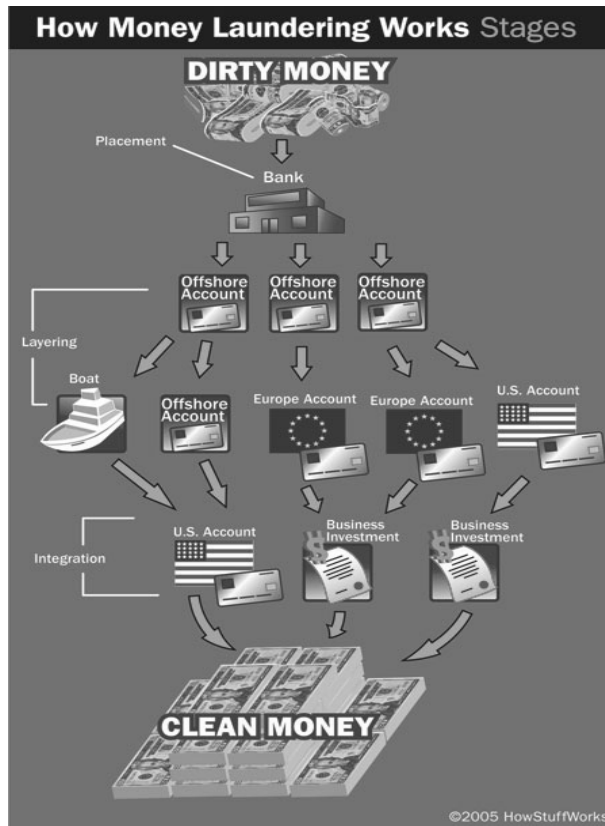 How Money Laundering Works Stages
DIRTY MONEY
Placement
Bank
Offshore
Account
Offshore
Account
Offshore
Account
Layering
Boat
Offshore
Account
Europe Account
Europe Account
U.S. Account
Integration
U.S. Account
Business
Investment
Business
Investment
CLEAN MONEY
©2005 HowStuffWorks